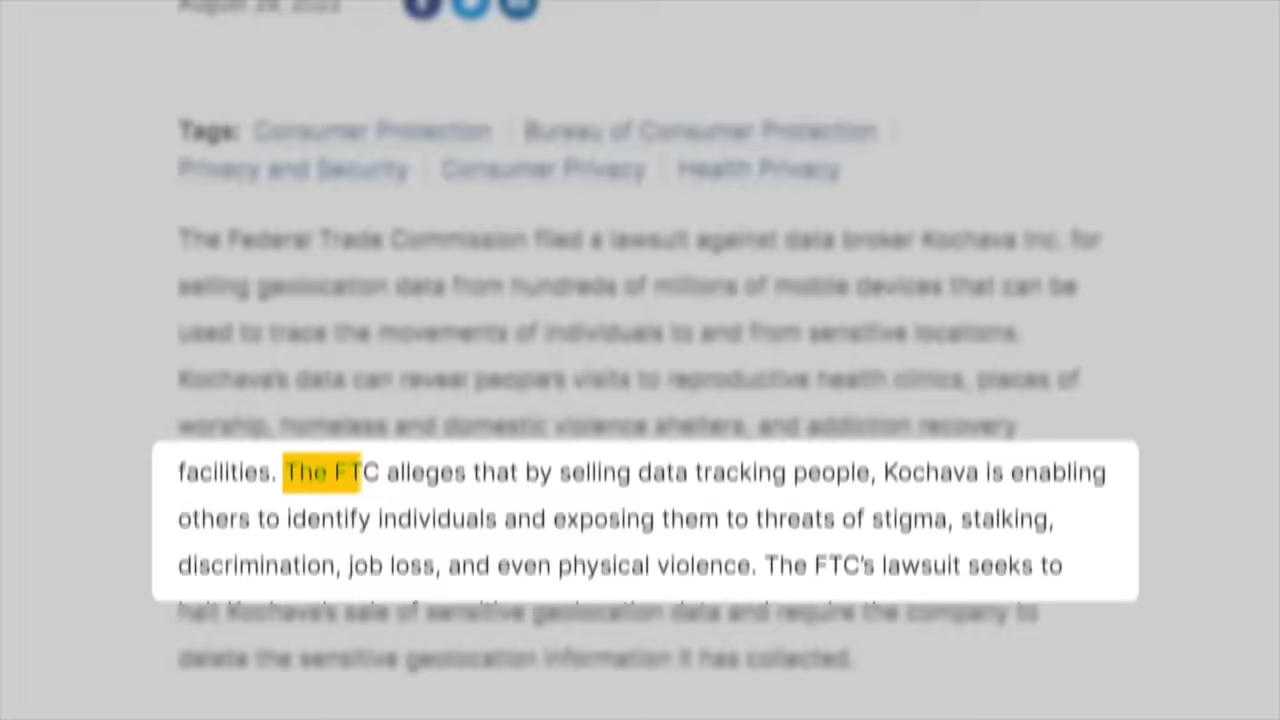 August 29, 2022
Tags: Consumer Protection Bureau of Consumer Protection
Privacy and Security Consumer Privacy Health Privacy
The Federal Trade Commission filed a lawsuit against data broker Kochava Inc. for
selling geolocation data from hundreds of millions of mobile devices that can be
used to trace the movements of individuals to and from sensitive locations.
Kochava's data can reveal people's visits to reproductive health clinics, places of
worship, homeless and domestic violence shelters, and addiction recovery
facilities. The FTC alleges that by selling data tracking people, Kochava is enabling
others to identify individuals and exposing them to threats of stigma, stalking,
discrimination, job loss, and even physical violence. The FTC's lawsuit seeks to
halt Kochava's sale of sensitive geolocation data and require the company to
delete the sensitive geolocation information it has collected.